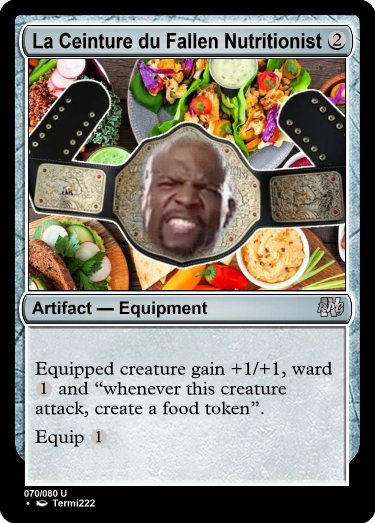 La Ceinture du Fallen Nutritionist 2
Artifact — Equipment
Equipped creature gain +1/+1, ward
1 and “whenever this creature
attack, create a food token”.
Equip 1
070/080 U
• Termi222